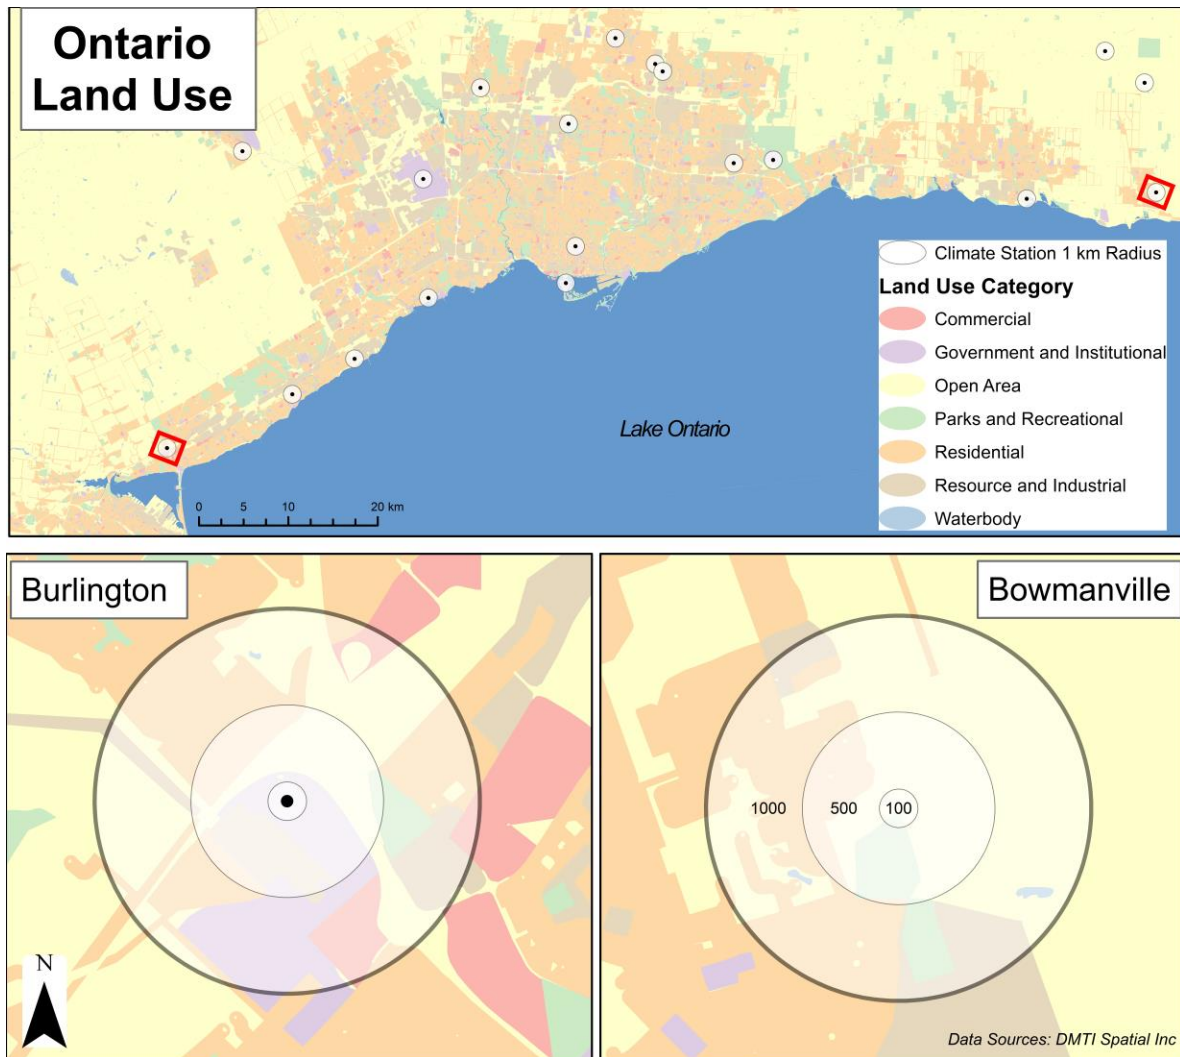 Ontario
Land Use
Climate Station 1 km Radius
Land Use Category
Commercial
Government and Institutional
Open Area
Parks and Recreational
Residential
Resource and Industrial
Waterbody
Lake Ontario
0 5 10 20 km
Burlington
Bowmanville
1000 500 100
N
Data Sources: DMTI Spatial Inc